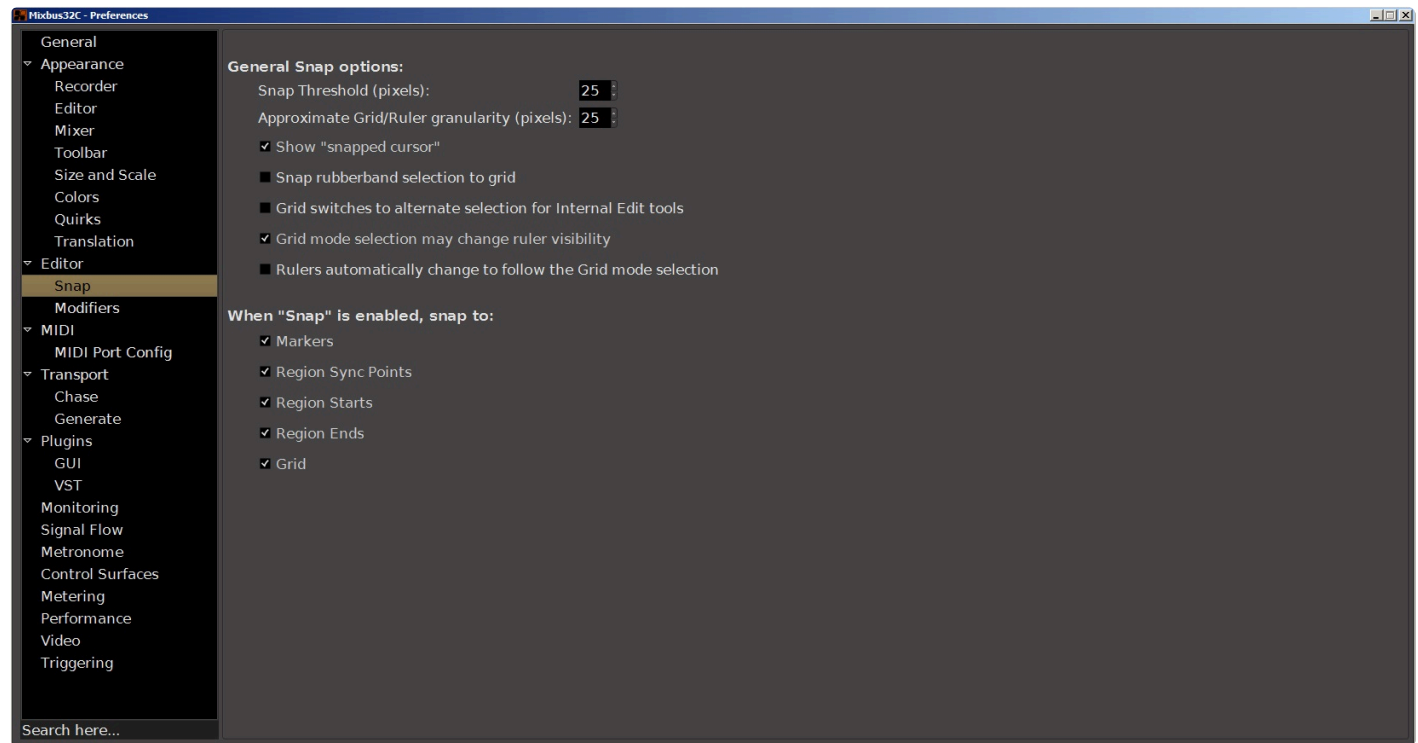 Mixbus32C - Preferences
General
Appearance
Recorder
Editor
Mixer
Toolbar
Size and Scale
Colors
Quirks
Translation
Editor
Snap
Modifiers
MIDI
MIDI Port Config
Transport
Chase
Generate
Plugins
GUI
VST
Monitoring
Signal Flow
Metronome
Control Surfaces
Metering
Performance
Video
Triggering
Search here...
General Snap options:
Snap Threshold (pixels): 25
Approximate Grid/Ruler granularity (pixels): 25
Show "snapped cursor"
Snap rubberband selection to grid
Grid switches to alternate selection for Internal Edit tools
Grid mode selection may change ruler visibility
Rulers automatically change to follow the Grid mode selection
When "Snap" is enabled, snap to:
Markers
Region Sync Points
Region Starts
Region Ends
Grid